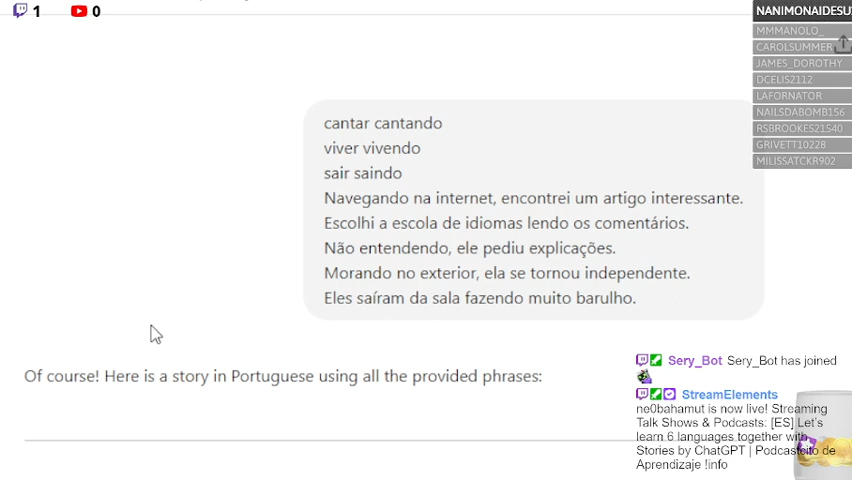 1
0
NANIMONAIDESU
MMMANOLO_
CAROLSUMMER
JAMES_DOROTHY
DCELIS2112
LAFORNATOR
NAILSDABOMB156
RSBROOKES21540
GRIVETT10228
MILISSATCKR902
cantar cantando
viver vivendo
sair saindo
Navegando na internet, encontrei um artigo interessante.
Escolhi a escola de idiomas lendo os comentários.
Não entendendo, ele pediu explicações.
Morando no exterior, ela se tornou independente.
Eles saíram da sala fazendo muito barulho.
Of course! Here is a story in Portuguese using all the provided phrases:
Sery_Bot Sery_Bot has joined
StreamElements
ne0bahamut is now live! Streaming
Talk Shows & Podcasts: [ES] Let's
learn 6 languages together with
Stories by ChatGPT | Podcastcito de
Aprendizaje !info